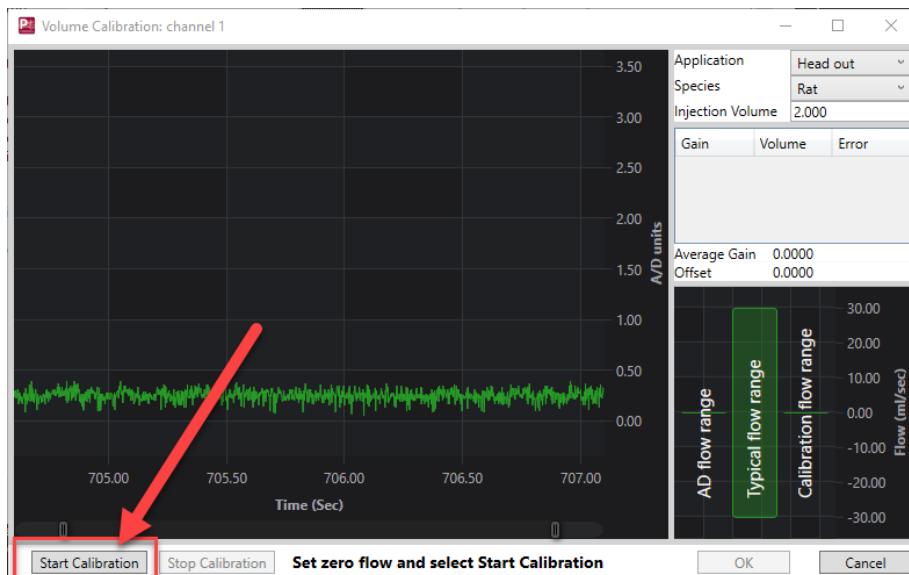 Volume Calibration: channel 1
Application
Head out
Species
Rat
Injection Volume
2.000
Gain Volume Error
Average Gain 0.0000
Offset 0.0000
3.50
3.00
2.50
2.00
1.50
1.00
0.50
0.00
A/D units
705.00 705.50 706.00 706.50 707.00
Time (Sec)
AD flow range
Typical flow range
Calibration flow range
30.00
20.00
10.00
0.00
-10.00
-20.00
-30.00
Flow (ml/sec)
Start Calibration Stop Calibration Set zero flow and select Start Calibration OK Cancel